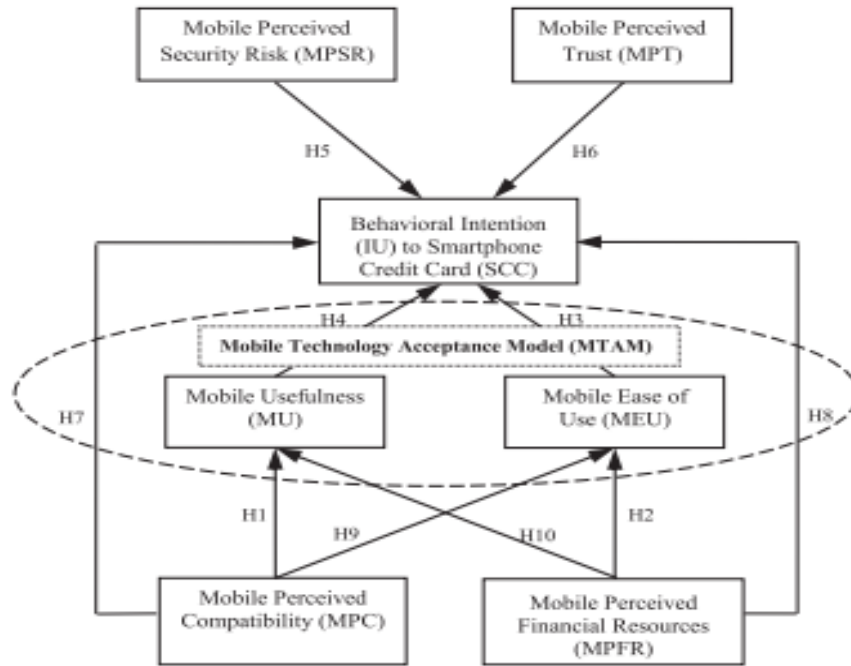 Mobile Perceived
Security Risk (MPSR)
Mobile Perceived
Trust (MPT)
H5
H6
Behavioral Intention
(IU) to Smartphone
Credit Card (SCC)
H4
H3
Mobile Technology Acceptance Model (MTAM)
Mobile Usefulness
(MU)
Mobile Ease of
Use (MEU)
H7
H8
H1
H9
H10
H2
Mobile Perceived
Compatibility (MPC)
Mobile Perceived
Financial Resources
(MPFR)